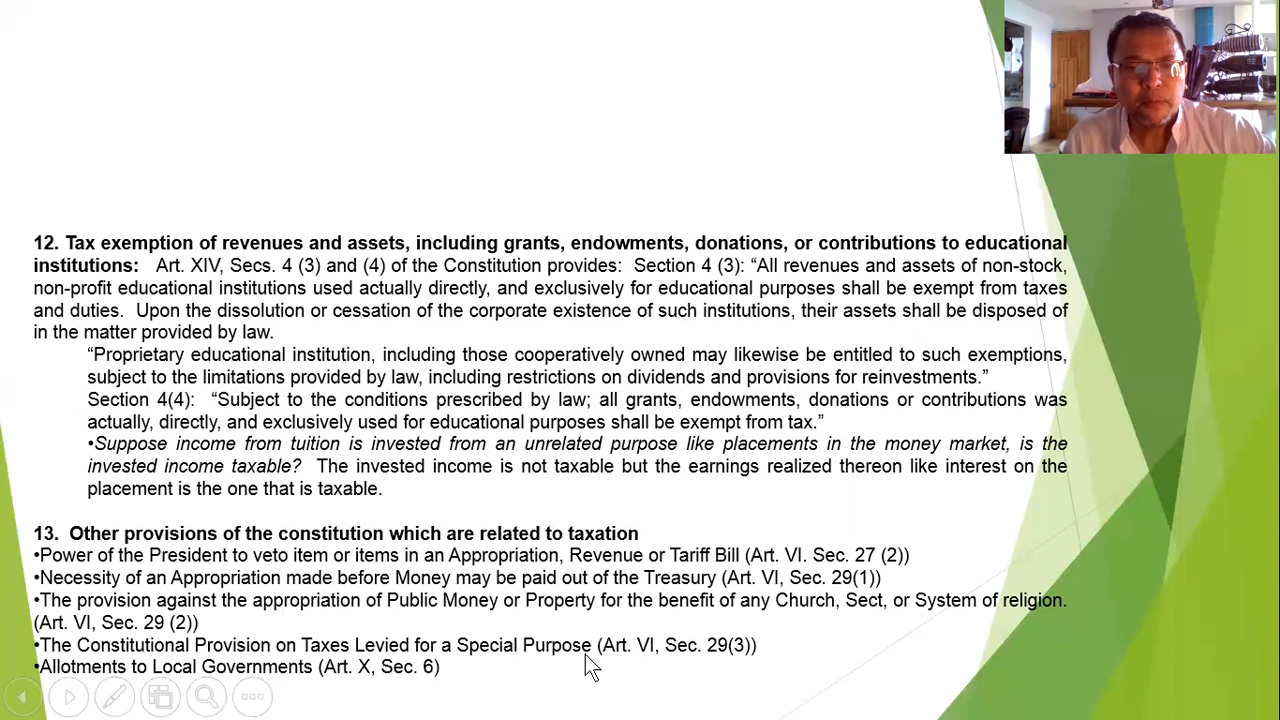 12. Tax exemption of revenues and assets, including grants, endowments, donations, or contributions to educational
institutions: Art. XIV, Secs. 4 (3) and (4) of the Constitution provides: Section 4 (3): “All revenues and assets of non-stock,
non-profit educational institutions used actually directly, and exclusively for educational purposes shall be exempt from taxes
and duties. Upon the dissolution or cessation of the corporate existence of such institutions, their assets shall be disposed of
in the matter provided by law.
“Proprietary educational institution, including those cooperatively owned may likewise be entitled to such exemptions,
subject to the limitations provided by law, including restrictions on dividends and provisions for reinvestments.”
Section 4(4): “Subject to the conditions prescribed by law; all grants, endowments, donations or contributions was
actually, directly, and exclusively used for educational purposes shall be exempt from tax.”
•Suppose income from tuition is invested from an unrelated purpose like placements in the money market, is the
invested income taxable? The invested income is not taxable but the earnings realized thereon like interest on the
placement is the one that is taxable.
13. Other provisions of the constitution which are related to taxation
•Power of the President to veto item or items in an Appropriation, Revenue or Tariff Bill (Art. VI. Sec. 27 (2))
•Necessity of an Appropriation made before Money may be paid out of the Treasury (Art. VI, Sec. 29(1))
•The provision against the appropriation of Public Money or Property for the benefit of any Church, Sect, or System of religion.
(Art. VI, Sec. 29 (2))
•The Constitutional Provision on Taxes Levied for a Special Purpose (Art. VI, Sec. 29(3))
•Allotments to Local Governments (Art. X, Sec. 6)